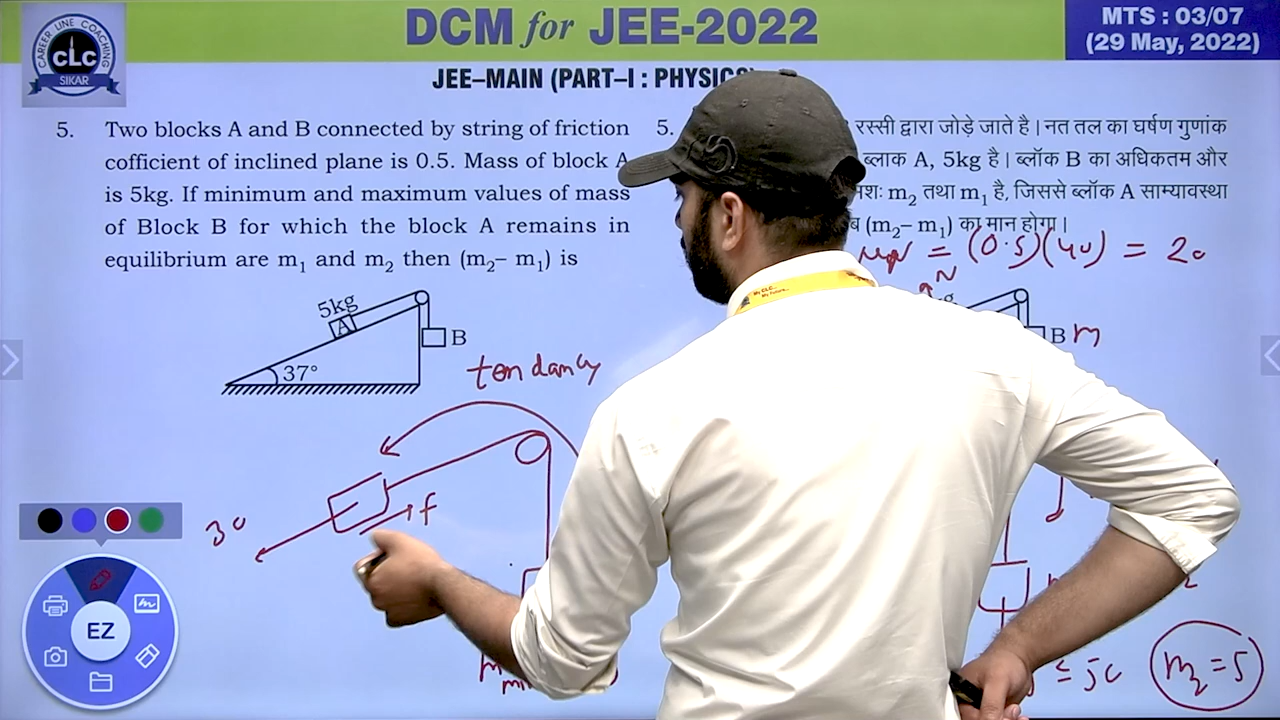 DCM for JEE-2022
MTS : 03/07
(29 May, 2022)
CAREER LINE COACHING
CLC
SIKAR
JEE–MAIN (PART–I : PHYSICS)
5. Two blocks A and B connected by string of friction
cofficient of inclined plane is 0.5. Mass of block A
is 5kg. If minimum and maximum values of mass
of Block B for which the block A remains in
equilibrium are m₁ and m₂ then (m₂– m₁) is
5. रस्सी द्वारा जोड़े जाते है। नत तल का घर्षण गुणांक
ब्लाक A, 5kg है। ब्लॉक B का अधिकतम और
m₂ तथा m₁ है, जिससे ब्लॉक A साम्यावस्था
(m₂– m₁) का मान होगा।
= (0.5)(40) = 20
N
5kg
A
B
37°
B m
tendancy
30
f
EZ
m₂ = 5